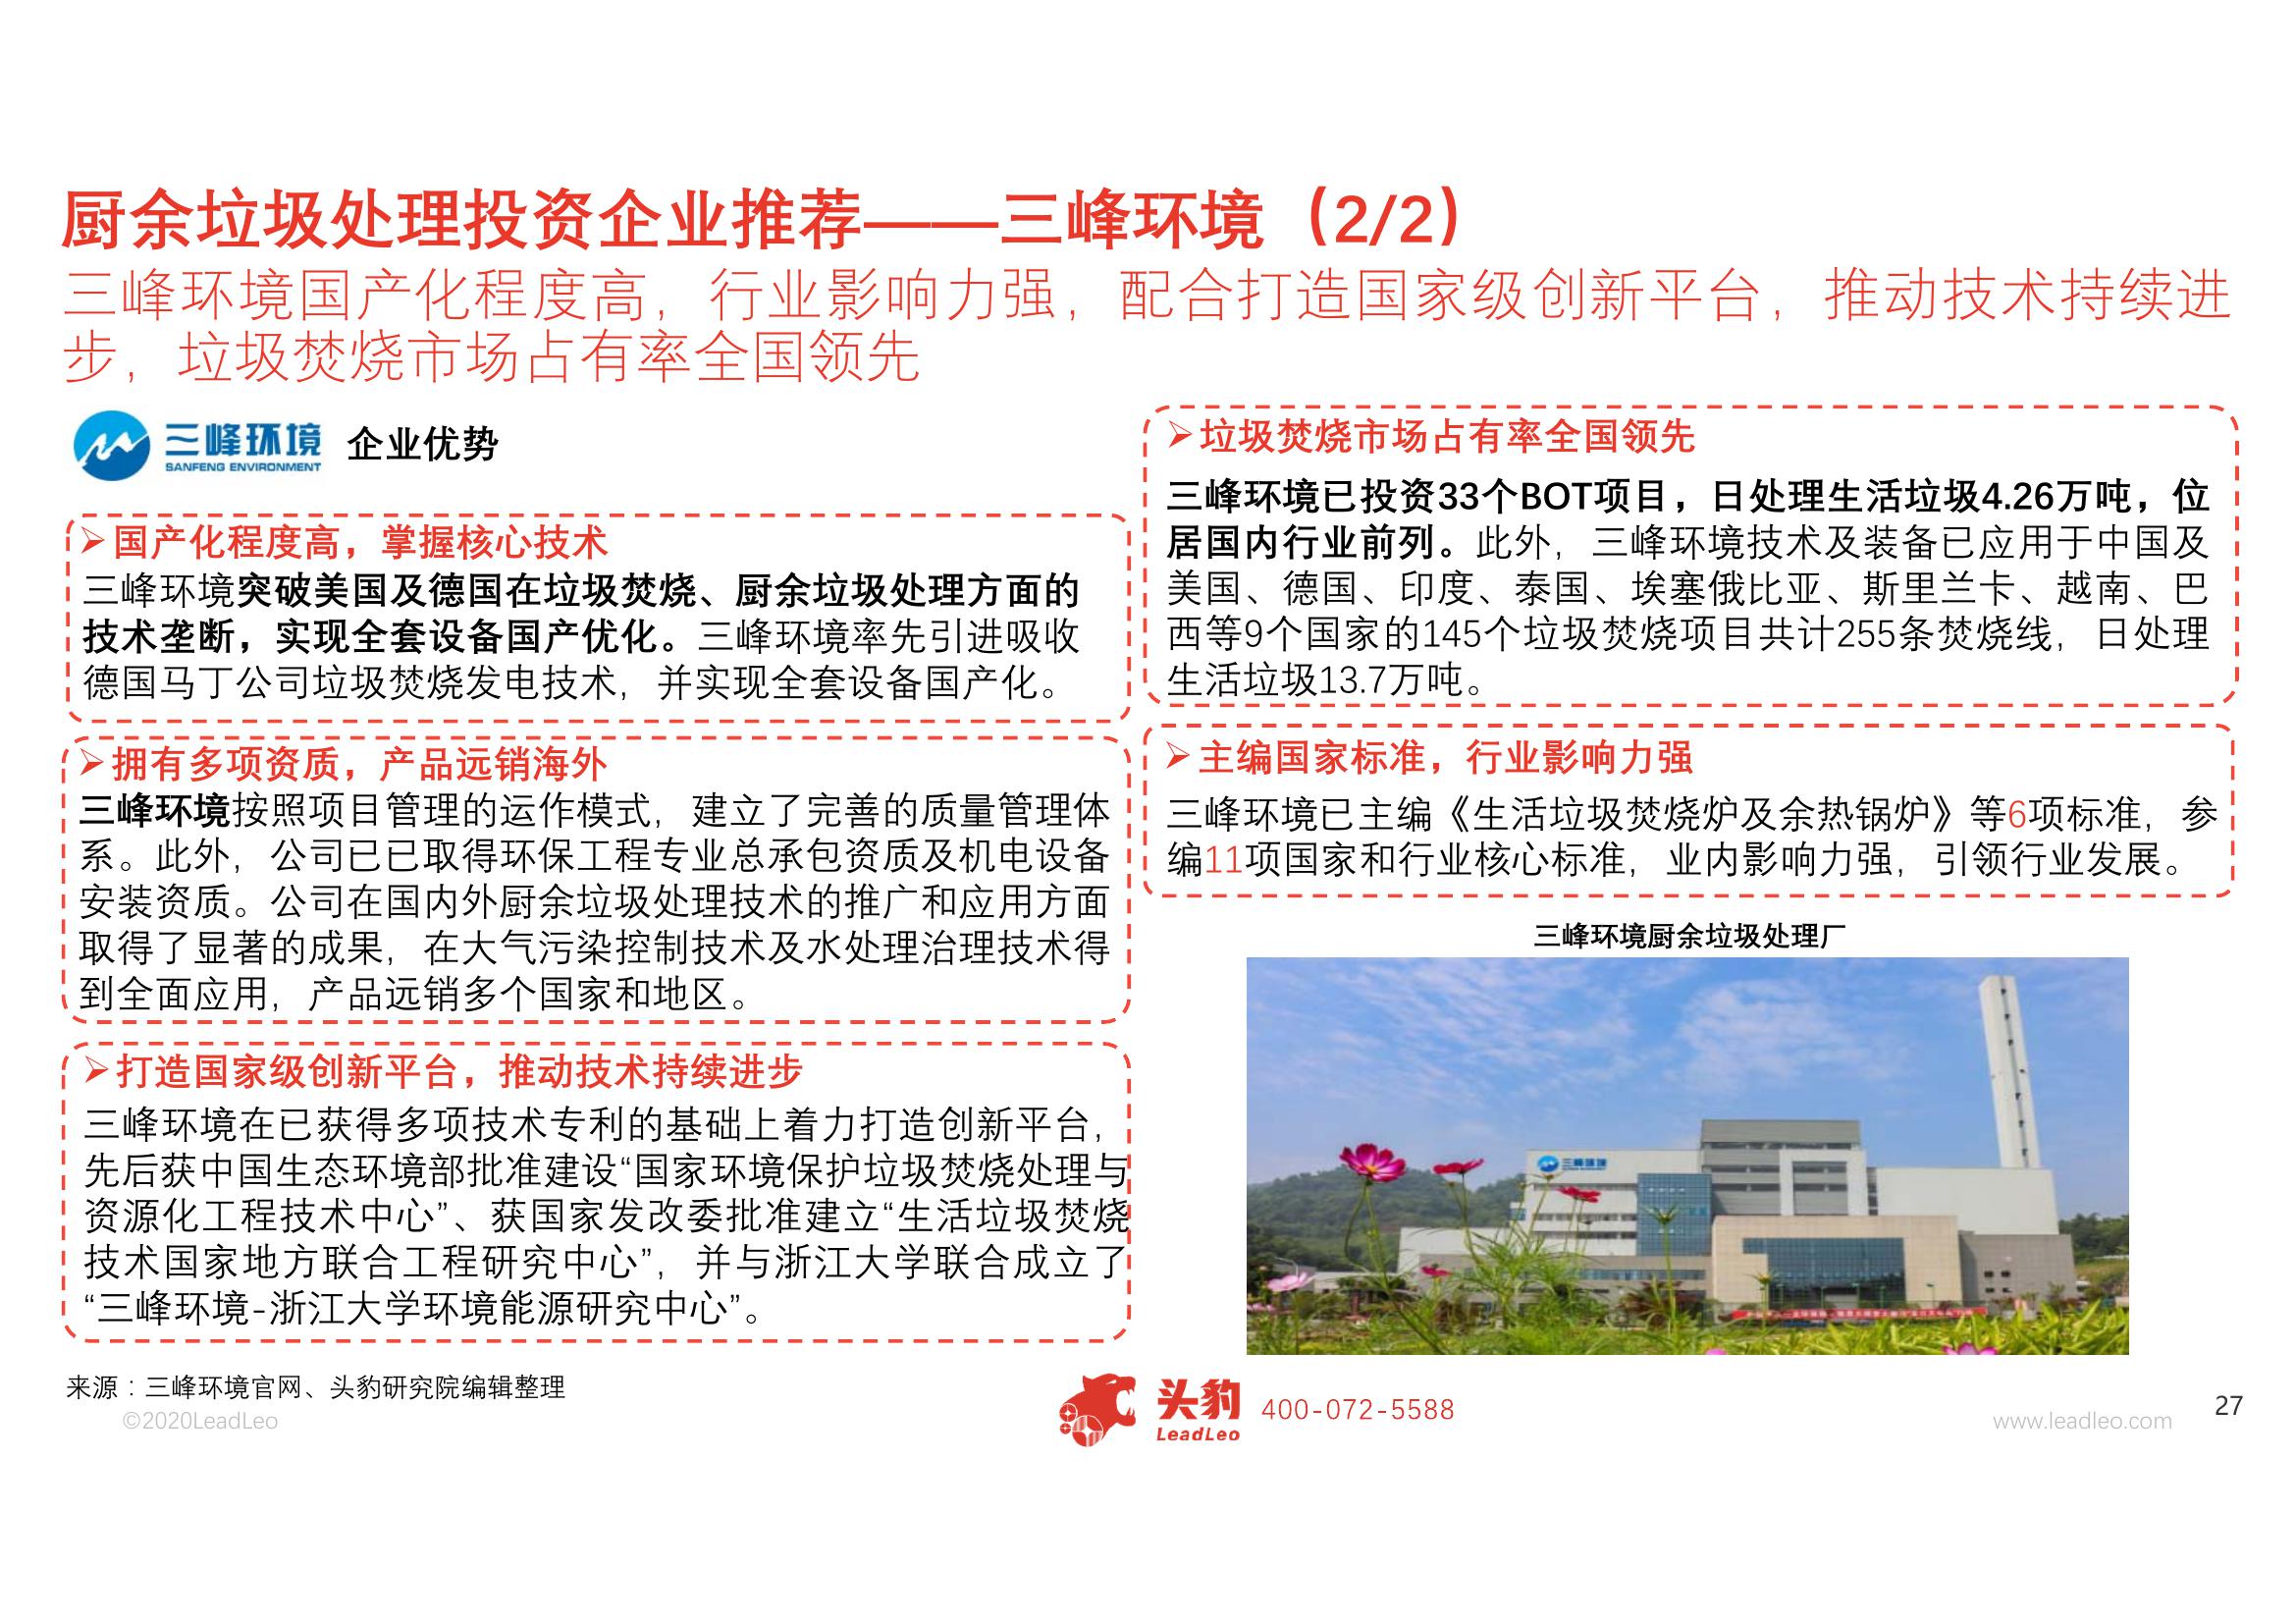 厨余垃圾处理投资企业推荐——三峰环境（2/2）
三峰环境国产化程度高，行业影响力强，配合打造国家级创新平台，推动技术持续进
步，垃圾焚烧市场占有率全国领先
三峰环境
SANFENG ENVIRONMENT
企业优势
➢国产化程度高，掌握核心技术
三峰环境突破美国及德国在垃圾焚烧、厨余垃圾处理方面的
技术垄断，实现全套设备国产优化。三峰环境率先引进吸收
德国马丁公司垃圾焚烧发电技术，并实现全套设备国产化。
➢拥有多项资质，产品远销海外
三峰环境按照项目管理的运作模式，建立了完善的质量管理体
系。此外，公司已已取得环保工程专业总承包资质及机电设备
安装资质。公司在国内外厨余垃圾处理技术的推广和应用方面
取得了显著的成果，在大气污染控制技术及水处理治理技术得
到全面应用，产品远销多个国家和地区。
➢打造国家级创新平台，推动技术持续进步
三峰环境在已获得多项技术专利的基础上着力打造创新平台，
先后获中国生态环境部批准建设“国家环境保护垃圾焚烧处理与
资源化工程技术中心”、获国家发改委批准建立“生活垃圾焚烧
技术国家地方联合工程研究中心”，并与浙江大学联合成立了
“三峰环境-浙江大学环境能源研究中心”。
➢垃圾焚烧市场占有率全国领先
三峰环境已投资33个BOT项目，日处理生活垃圾4.26万吨，位
居国内行业前列。此外，三峰环境技术及装备已应用于中国及
美国、德国、印度、泰国、埃塞俄比亚、斯里兰卡、越南、巴
西等9个国家的145个垃圾焚烧项目共计255条焚烧线，日处理
生活垃圾13.7万吨。
➢主编国家标准，行业影响力强
三峰环境已主编《生活垃圾焚烧炉及余热锅炉》等6项标准，参
编11项国家和行业核心标准，业内影响力强，引领行业发展。
三峰环境厨余垃圾处理厂
三峰环境
来源：三峰环境官网、头豹研究院编辑整理
©2020LeadLeo
头豹
LeadLeo
400-072-5588
www.leadleo.com
27